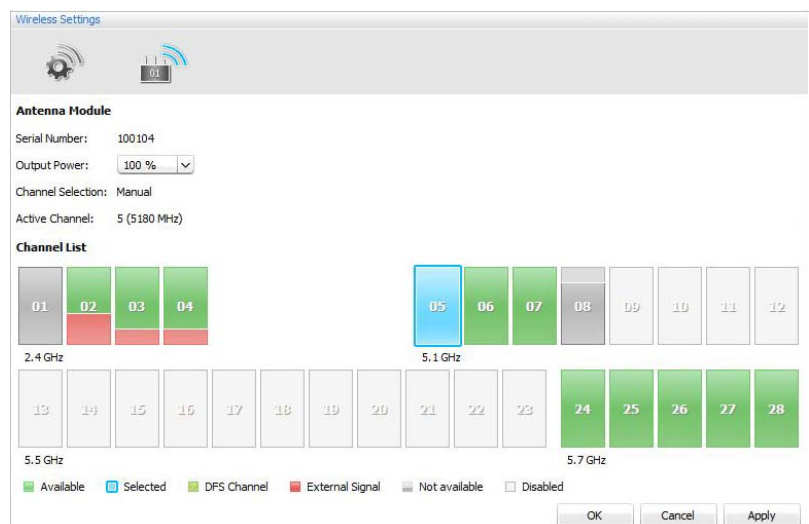 Wireless Settings
01
Antenna Module
Serial Number: 100104
Output Power: 100 %
Channel Selection: Manual
Active Channel: 5 (5180 MHz)
Channel List
01 02 03 04 05 06 07 08 09 10 11 12
2.4 GHz 5.1 GHz
13 14 15 16 17 18 19 20 21 22 23 24 25 26 27 28
5.5 GHz 5.7 GHz
Available Selected DFS Channel External Signal Not available Disabled
OK Cancel Apply